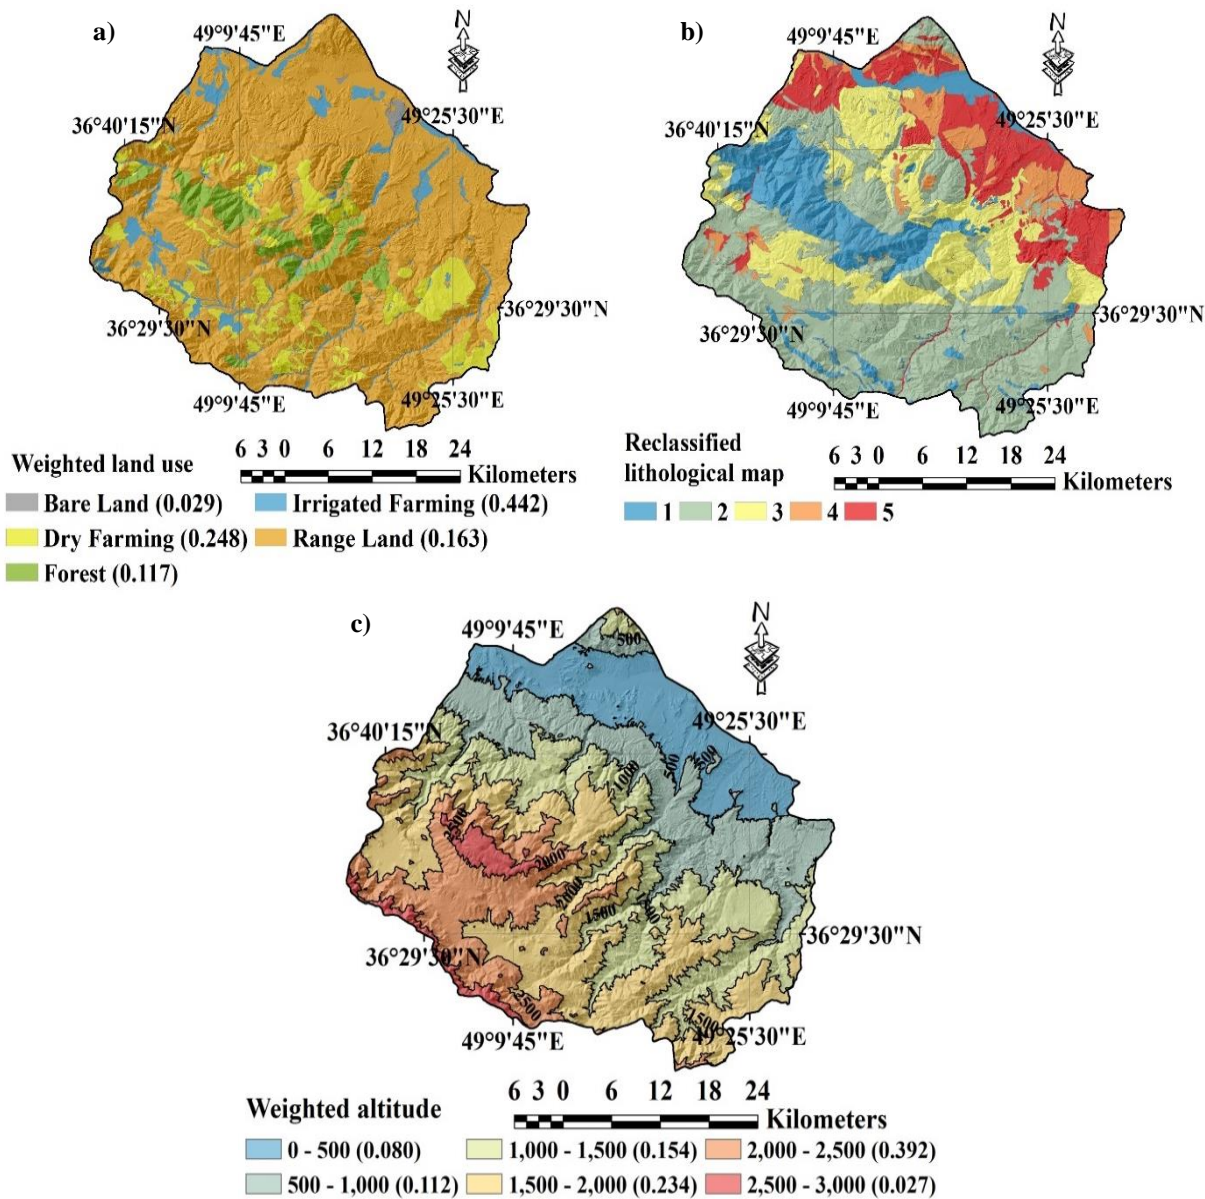 a)
N
49°9'45"E
49°25'30"E
36°40'15"N
36°29'30"N
36°29'30"N
49°9'45"E
49°25'30"E
Weighted land use
6 3 0 6 12 18 24
Kilometers
Bare Land (0.029) Irrigated Farming (0.442)
Dry Farming (0.248) Range Land (0.163)
Forest (0.117)
b)
N
49°9'45"E
49°25'30"E
36°40'15"N
36°29'30"N
36°29'30"N
49°9'45"E
49°25'30"E
Reclassified
lithological map
6 3 0 6 12 18 24
Kilometers
1 2 3 4 5
c)
N
49°9'45"E
500
49°25'30"E
36°40'15"N
500
500
1000
2500
2000
2000
1500
1500
36°29'30"N
36°29'30"N
2500
1500
49°9'45"E
49°25'30"E
Weighted altitude
6 3 0 6 12 18 24
Kilometers
0 - 500 (0.080) 1,000 - 1,500 (0.154) 2,000 - 2,500 (0.392)
500 - 1,000 (0.112) 1,500 - 2,000 (0.234) 2,500 - 3,000 (0.027)